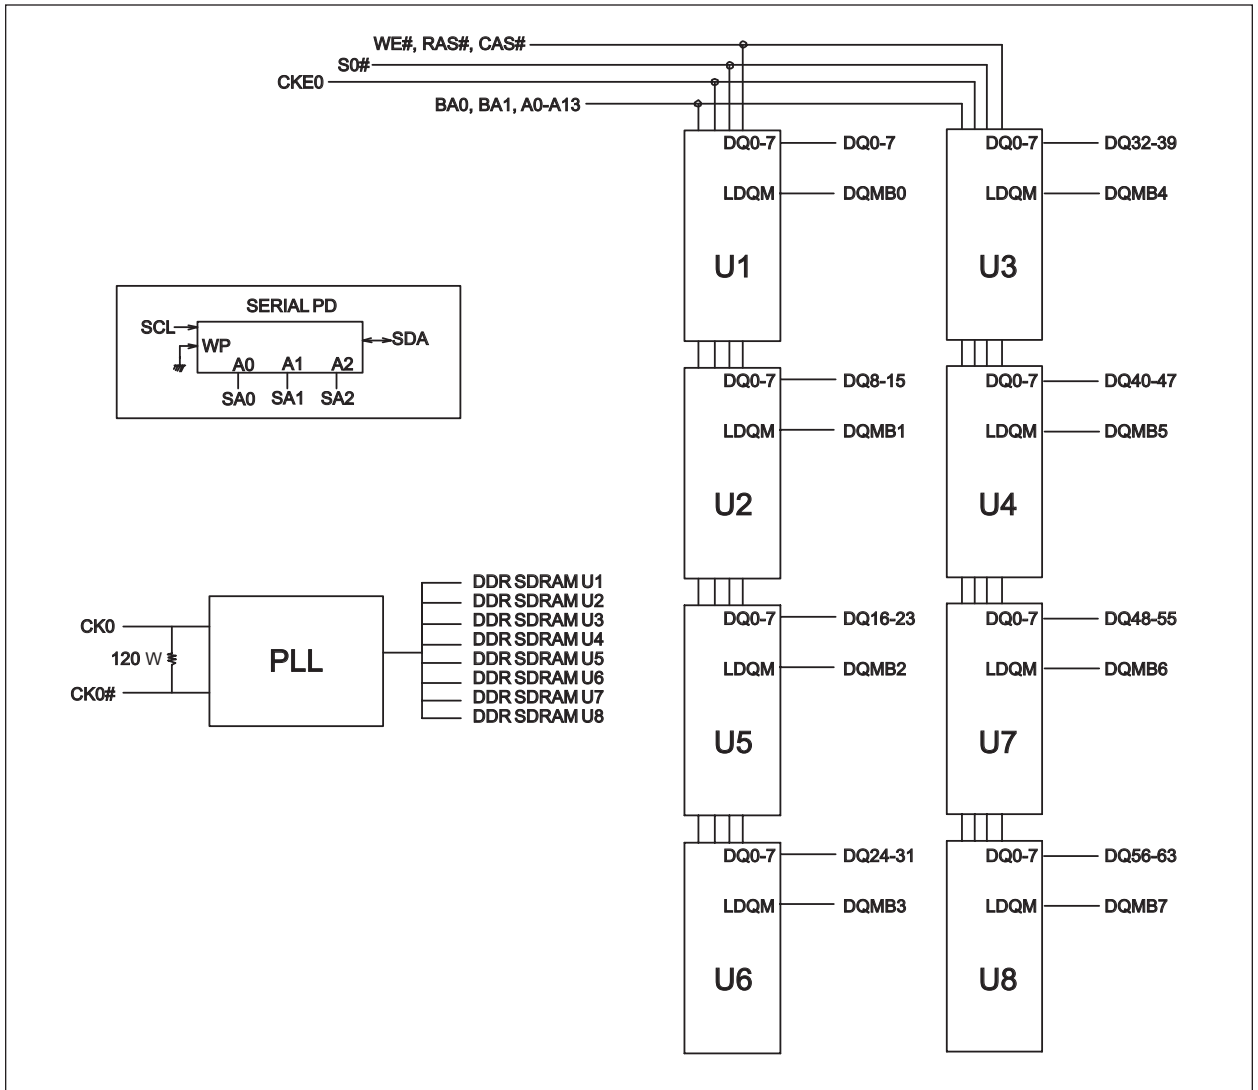 WE#, RAS#, CAS#
S0#
CKE0
BA0, BA1, A0-A13
DQ0-7 DQ0-7
LDQM DQMB0
U1
DQ0-7 DQ32-39
LDQM DQMB4
U3
SERIAL PD
SCL
WP
SDA
A0 A1 A2
SA0 SA1 SA2
DQ0-7 DQ8-15
LDQM DQMB1
U2
DQ0-7 DQ40-47
LDQM DQMB5
U4
CK0
120 W
CK0#
PLL
DDR SDRAM U1
DDR SDRAM U2
DDR SDRAM U3
DDR SDRAM U4
DDR SDRAM U5
DDR SDRAM U6
DDR SDRAM U7
DDR SDRAM U8
DQ0-7 DQ16-23
LDQM DQMB2
U5
DQ0-7 DQ48-55
LDQM DQMB6
U7
DQ0-7 DQ24-31
LDQM DQMB3
U6
DQ0-7 DQ56-63
LDQM DQMB7
U8